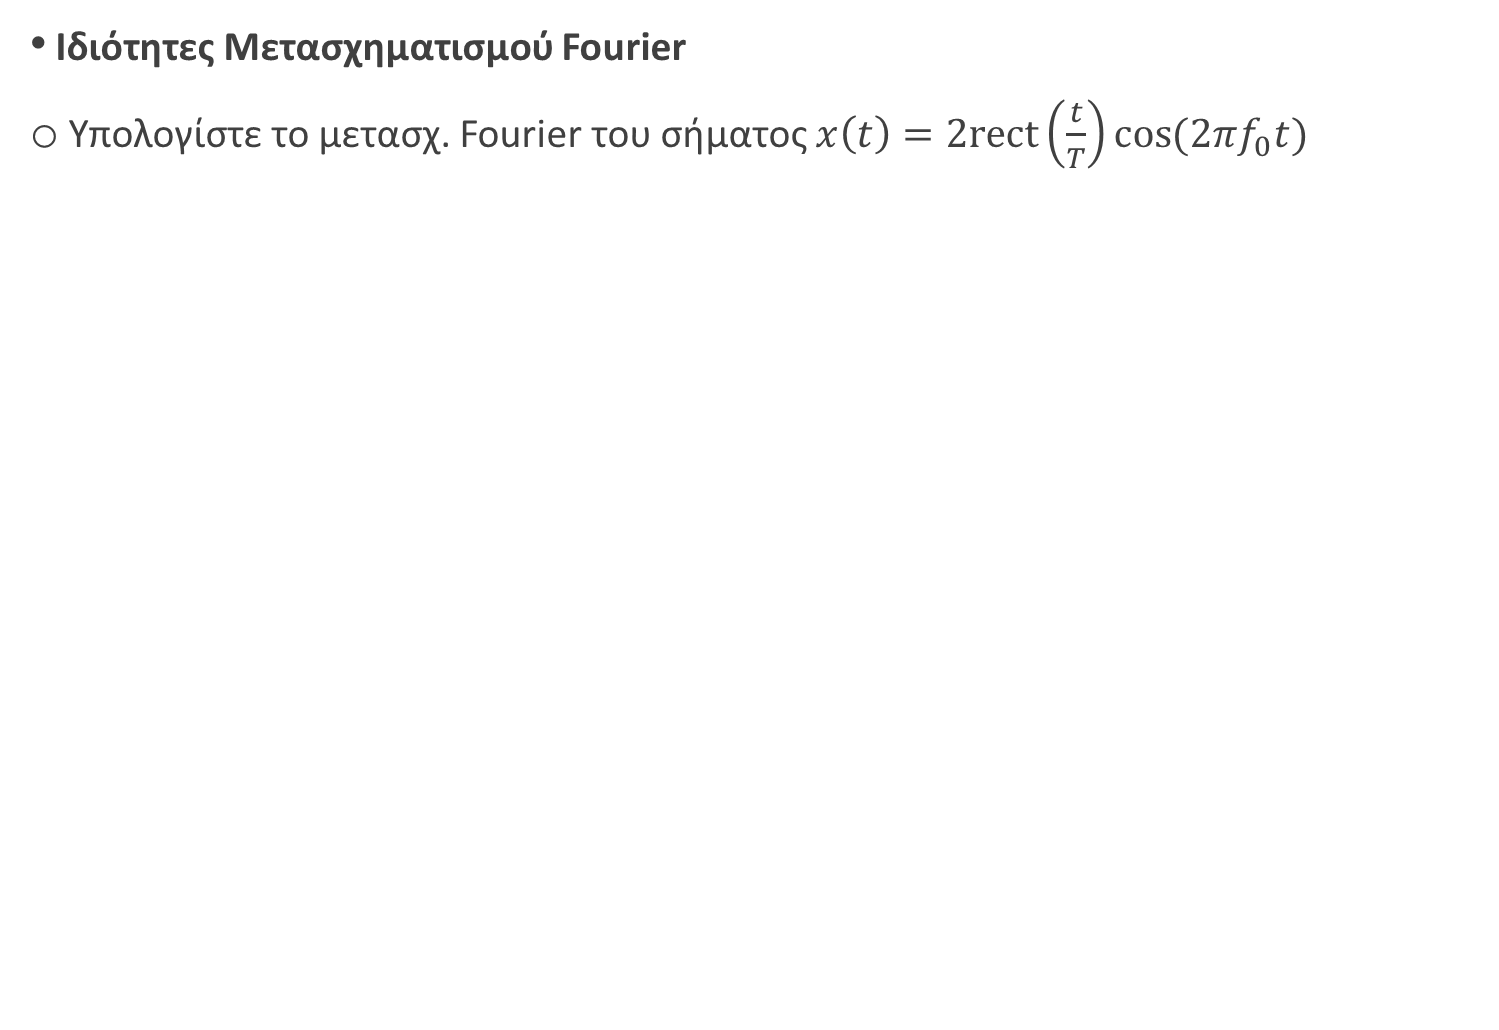 • Ιδιότητες Μετασχηματισμού Fourier
○ Υπολογίστε το μετασχ. Fourier του σήματος x(t) = 2rect(t/T) cos(2πf₀t)